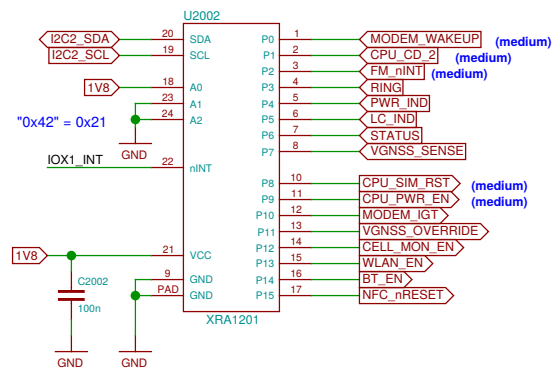 U2002
I2C2_SDA 20 SDA P0 1 MODEM_WAKEUP (medium)
I2C2_SCL 19 SCL P1 2 CPU_CD_2 (medium)
P2 3 FM_nINT (medium)
1V8 18 A0 P3 4 RING
23 A1 P4 5 PWR_IND
"0x42" = 0x21 24 A2 P5 6 LC_IND
P6 7 STATUS
GND P7 8 VGNSS_SENSE
IOX1_INT 22 nINT
P8 10 CPU_SIM_RST (medium)
P9 11 CPU_PWR_EN (medium)
P10 12 MODEM_IGT
P11 13 VGNSS_OVERRIDE
1V8 21 VCC P12 14 CELL_MON_EN
P13 15 WLAN_EN
C2002 9 GND P14 16 BT_EN
PAD GND P15 17 NFC_nRESET
100n
XRA1201
GND GND